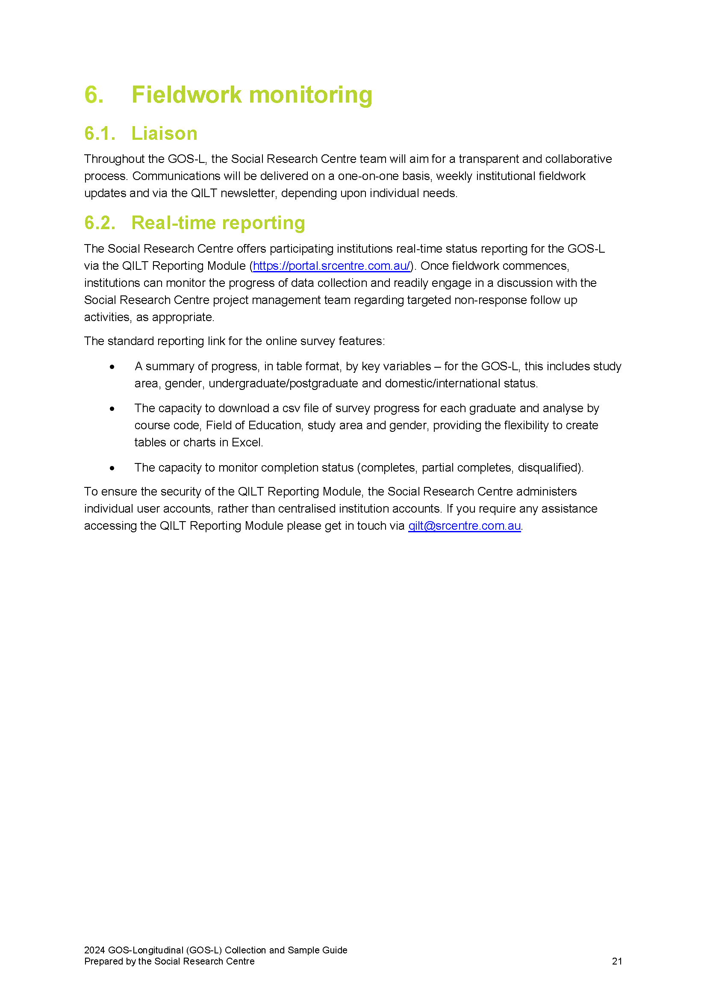 6. Fieldwork monitoring
6.1. Liaison
Throughout the GOS-L, the Social Research Centre team will aim for a transparent and collaborative
process. Communications will be delivered on a one-on-one basis, weekly institutional fieldwork
updates and via the QILT newsletter, depending upon individual needs.
6.2. Real-time reporting
The Social Research Centre offers participating institutions real-time status reporting for the GOS-L
via the QILT Reporting Module (https://portal.srcentre.com.au/). Once fieldwork commences,
institutions can monitor the progress of data collection and readily engage in a discussion with the
Social Research Centre project management team regarding targeted non-response follow up
activities, as appropriate.
The standard reporting link for the online survey features:
• A summary of progress, in table format, by key variables – for the GOS-L, this includes study
area, gender, undergraduate/postgraduate and domestic/international status.
• The capacity to download a csv file of survey progress for each graduate and analyse by
course code, Field of Education, study area and gender, providing the flexibility to create
tables or charts in Excel.
• The capacity to monitor completion status (completes, partial completes, disqualified).
To ensure the security of the QILT Reporting Module, the Social Research Centre administers
individual user accounts, rather than centralised institution accounts. If you require any assistance
accessing the QILT Reporting Module please get in touch via qilt@srcentre.com.au.
2024 GOS-Longitudinal (GOS-L) Collection and Sample Guide
Prepared by the Social Research Centre 21